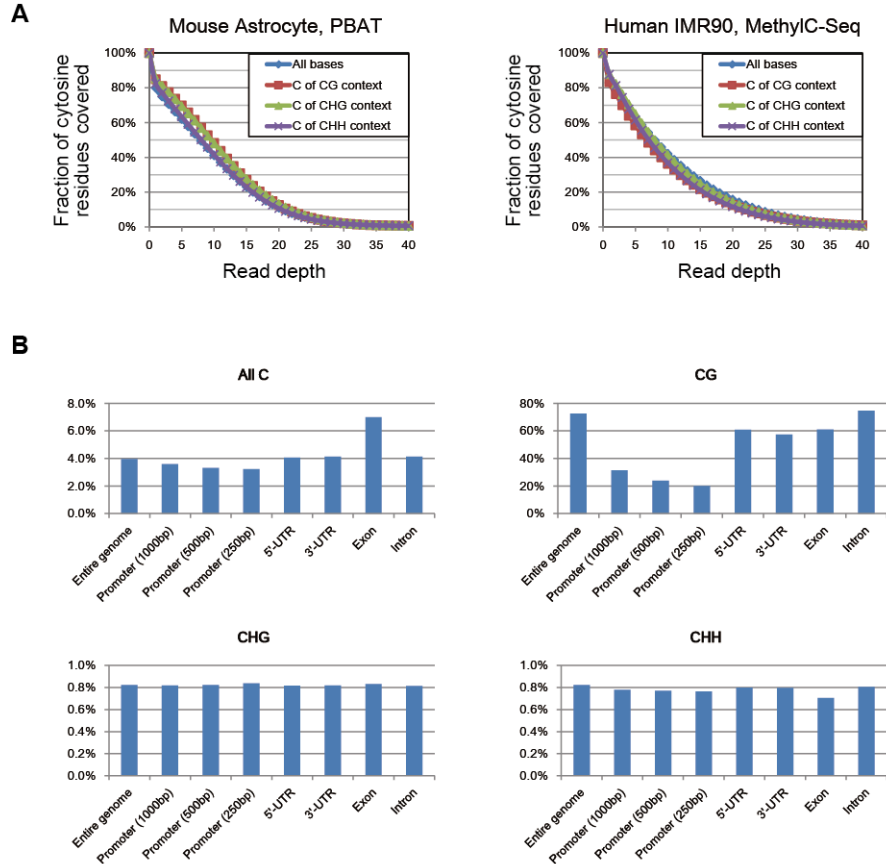 A
Mouse Astrocyte, PBAT
Fraction of cytosine
residues covered
100%
80%
60%
40%
20%
0%
All bases
C of CG context
C of CHG context
C of CHH context
0 5 10 15 20 25 30 35 40
Read depth
Human IMR90, MethylC-Seq
Fraction of cytosine
residues covered
100%
80%
60%
40%
20%
0%
All bases
C of CG context
C of CHG context
C of CHH context
0 5 10 15 20 25 30 35 40
Read depth
B
All C
8.0%
6.0%
4.0%
2.0%
0.0%
Entire genome
Promoter (1000bp)
Promoter (500bp)
Promoter (250bp)
5'-UTR
3'-UTR
Exon
Intron
CG
80%
60%
40%
20%
0%
Entire genome
Promoter (1000bp)
Promoter (500bp)
Promoter (250bp)
5'-UTR
3'-UTR
Exon
Intron
CHG
1.0%
0.8%
0.6%
0.4%
0.2%
0.0%
Entire genome
Promoter (1000bp)
Promoter (500bp)
Promoter (250bp)
5'-UTR
3'-UTR
Exon
Intron
CHH
1.0%
0.8%
0.6%
0.4%
0.2%
0.0%
Entire genome
Promoter (1000bp)
Promoter (500bp)
Promoter (250bp)
5'-UTR
3'-UTR
Exon
Intron